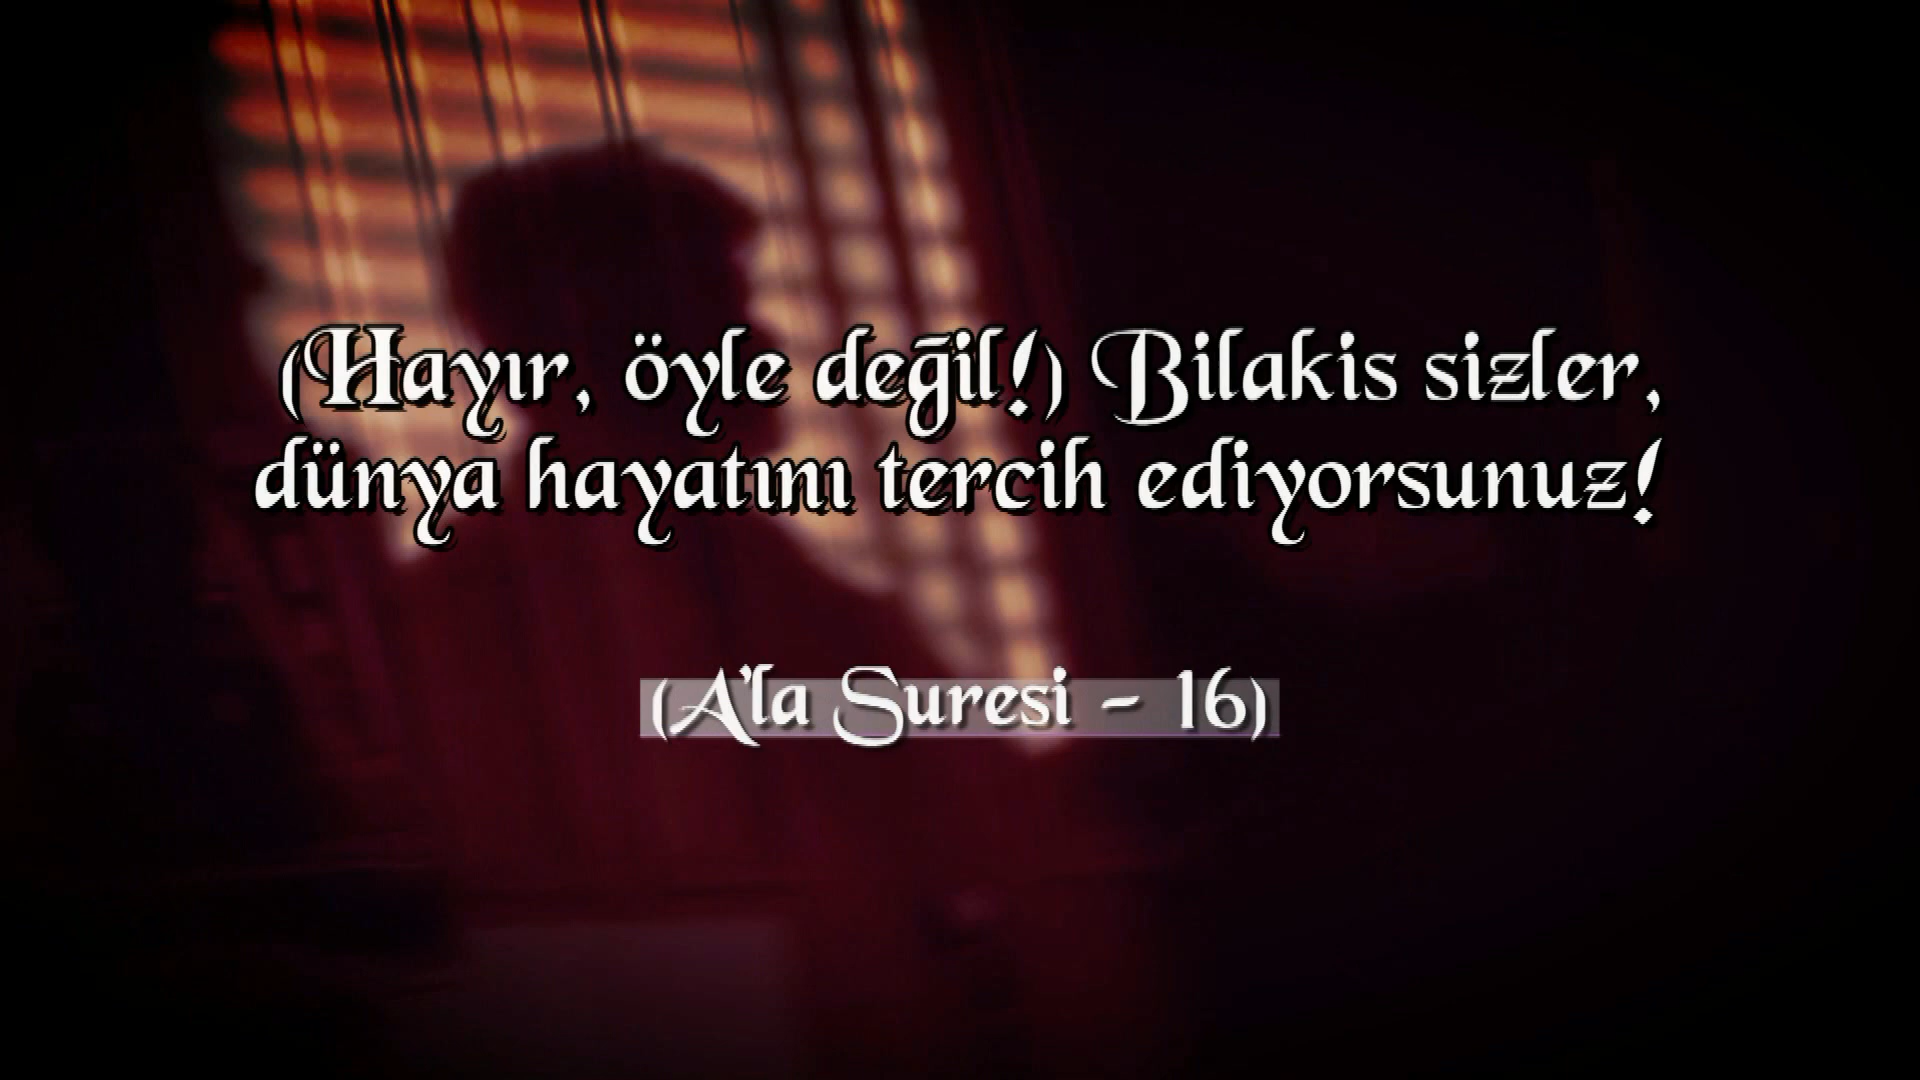 (Hayır, öyle değil!) Bilakis sizler,
dünya hayatını tercih ediyorsunuz!
(A'la Suresi - 16)